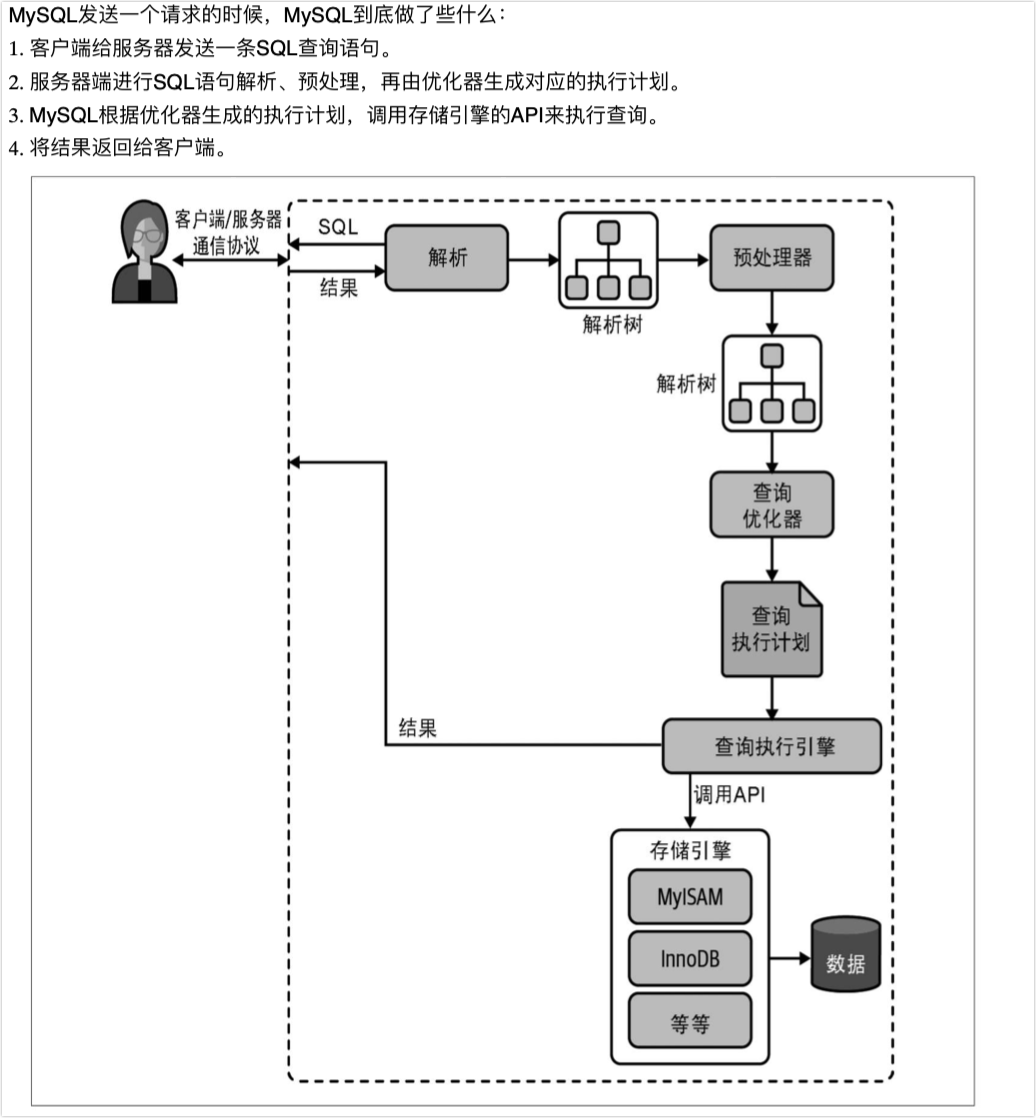 MySQL发送一个请求的时候，MySQL到底做了些什么：
1. 客户端给服务器发送一条SQL查询语句。
2. 服务器端进行SQL语句解析、预处理，再由优化器生成对应的执行计划。
3. MySQL根据优化器生成的执行计划，调用存储引擎的API来执行查询。
4. 将结果返回给客户端。
客户端/服务器
通信协议
SQL
结果
解析
解析树
预处理器
解析树
查询
优化器
查询
执行计划
结果
查询执行引擎
调用API
存储引擎
MyISAM
InnoDB
等等
数据